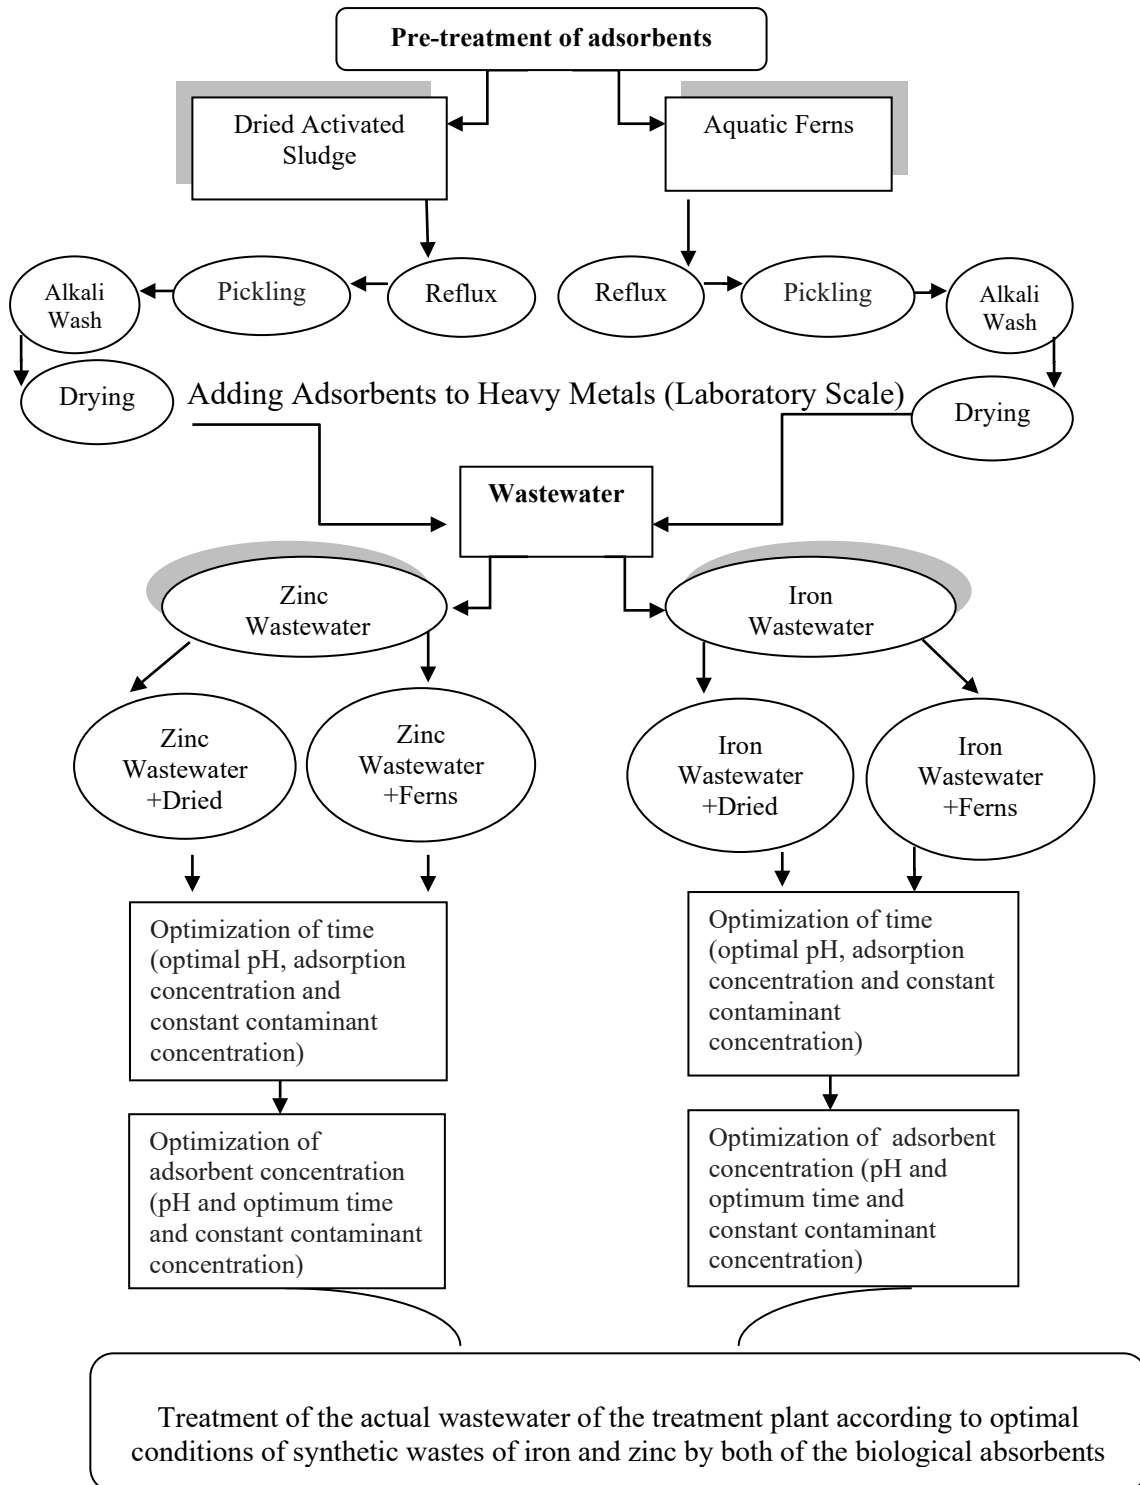 Pre-treatment of adsorbents
Dried Activated
Sludge
Aquatic Ferns
Alkali
Wash
Pickling
Reflux
Reflux
Pickling
Alkali
Wash
Drying
Adding Adsorbents to Heavy Metals (Laboratory Scale)
Drying
Wastewater
Zinc
Wastewater
Iron
Wastewater
Zinc
Wastewater
+Dried
Zinc
Wastewater
+Ferns
Iron
Wastewater
+Dried
Iron
Wastewater
+Ferns
Optimization of time
(optimal pH, adsorption
concentration and
constant contaminant
concentration)
Optimization of time
(optimal pH, adsorption
concentration and constant
contaminant
concentration)
Optimization of
adsorbent concentration
(pH and optimum time
and constant contaminant
concentration)
Optimization of  adsorbent
concentration (pH and
optimum time and
constant contaminant
concentration)
Treatment of the actual wastewater of the treatment plant according to optimal
conditions of synthetic wastes of iron and zinc by both of the biological absorbents